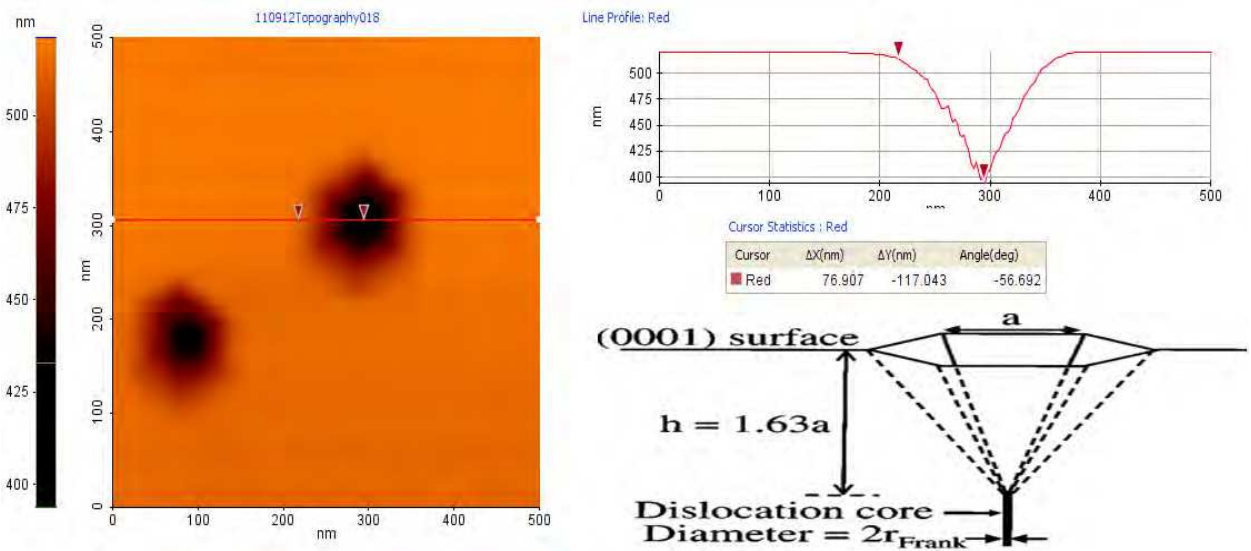 nm
500
475
450
425
400
110912Topography018
500
400
300
200
100
0
nm
0 100 200 300 400 500
nm
Line Profile: Red
500
475
450
425
400
nm
0 100 200 300 400 500
nm
Cursor Statistics : Red
Cursor ΔX(nm) ΔY(nm) Angle(deg)
Red 76.907 -117.043 -56.692
(0001) surface
a
h = 1.63a
Dislocation core
Diameter = 2rFrank